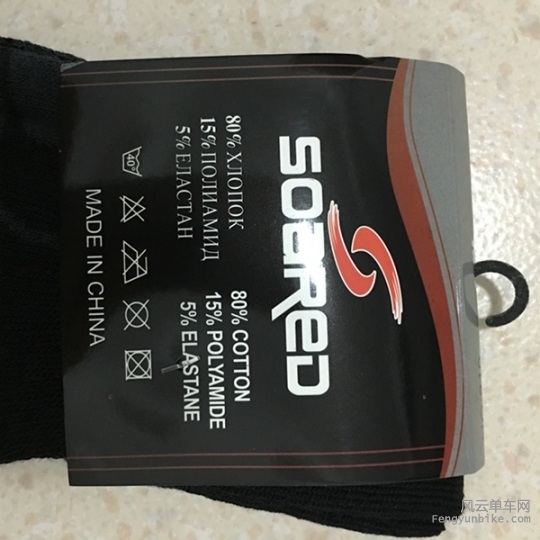 SOARED
80% ХЛОПОК
15% ПОЛИАМИД
5% ЕЛАСТАН
80% COTTON
15% POLYAMIDE
5% ELASTANE
40°
MADE IN CHINA
风云单车网
Fengyunbike.com